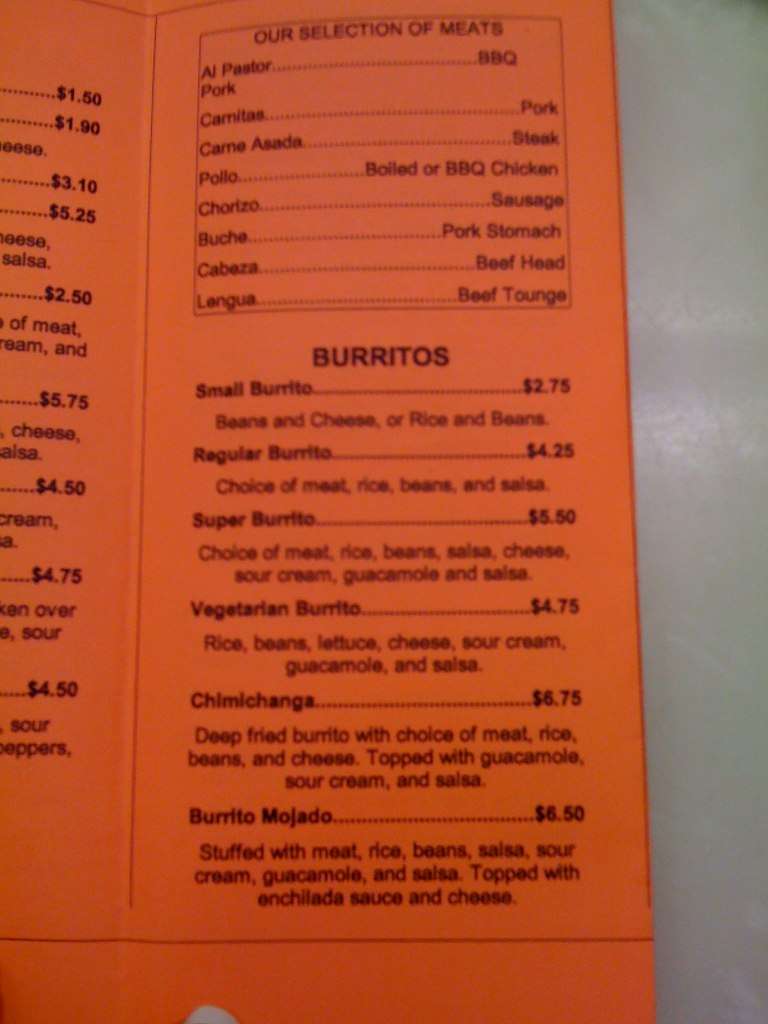 ............$1.50
............$1.90
eese.
.........$3.10
.........$5.25
heese,
salsa.
........$2.50
of meat,
ream, and
.......$5.75
, cheese,
alsa.
......$4.50
cream,
a.
......$4.75
ken over
e, sour
.....$4.50
, sour
peppers,
OUR SELECTION OF MEATS
Al Pastor.....................................BBQ
Pork
Carnitas..............................................Pork
Carne Asada.....................................Steak
Pollo......................Boiled or BBQ Chicken
Chorizo.........................................Sausage
Buche..................................Pork Stomach
Cabeza......................................Beef Head
Lengua...................................Beef Tounge
BURRITOS
Small Burrito.....................................$2.75
Beans and Cheese, or Rice and Beans.
Regular Burrito..................................$4.25
Choice of meat, rice, beans, and salsa.
Super Burrito.....................................$5.50
Choice of meat, rice, beans, salsa, cheese,
sour cream, guacamole and salsa.
Vegetarian Burrito.............................$4.75
Rice, beans, lettuce, cheese, sour cream,
guacamole, and salsa.
Chimichanga.....................................$6.75
Deep fried burrito with choice of meat, rice,
beans, and cheese. Topped with guacamole,
sour cream, and salsa.
Burrito Mojado..................................$6.50
Stuffed with meat, rice, beans, salsa, sour
cream, guacamole, and salsa. Topped with
enchilada sauce and cheese.